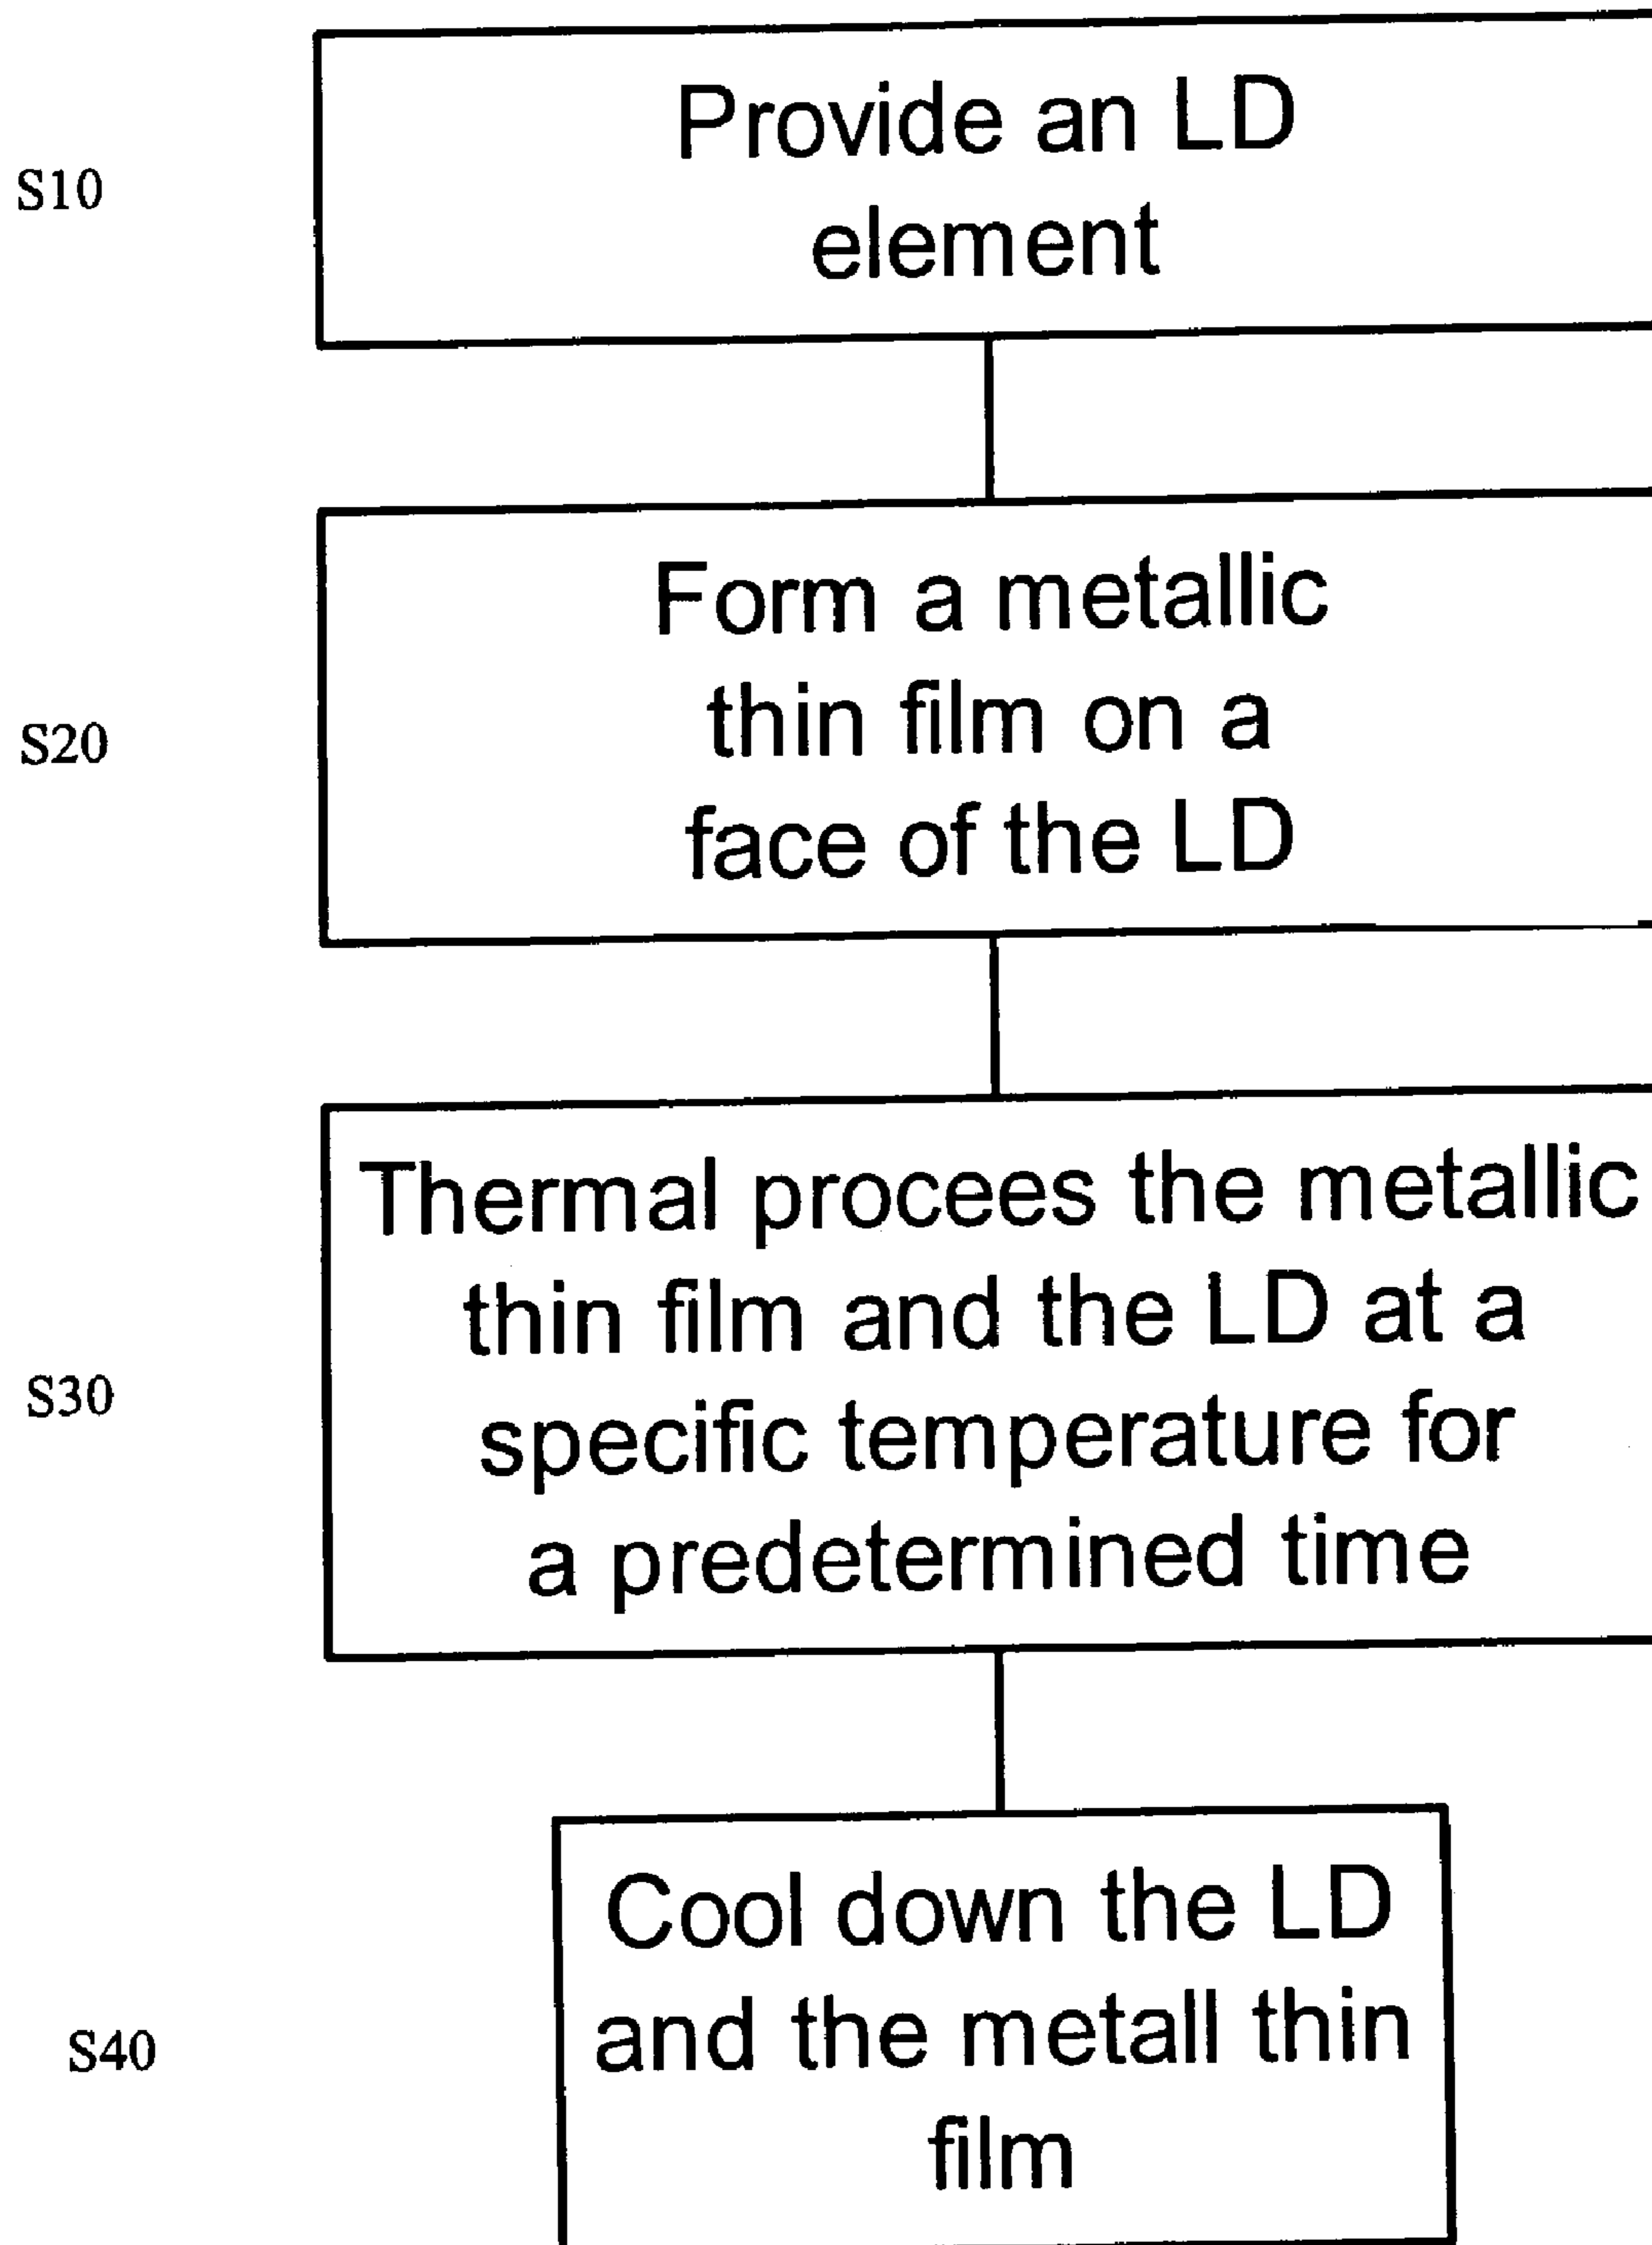 S10
Provide an LD
element
S20
Form a metallic
thin film on a
face of the LD
S30
Thermal procees the metallic
thin film and the LD at a
specific temperature for
a predetermined time
S40
Cool down the LD
and the metall thin
film